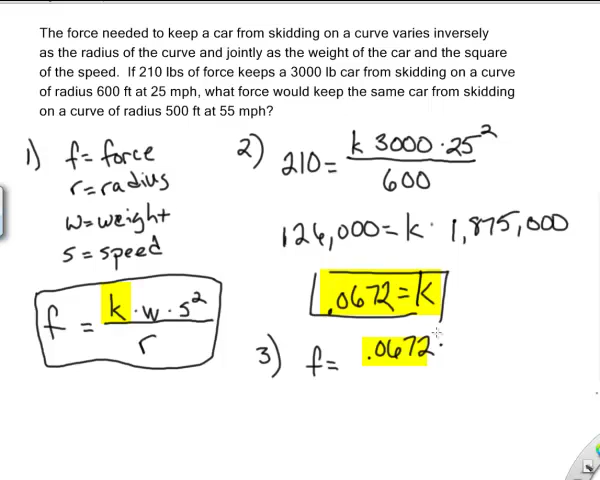 The force needed to keep a car from skidding on a curve varies inversely
as the radius of the curve and jointly as the weight of the car and the square
of the speed. If 210 lbs of force keeps a 3000 lb car from skidding on a curve
of radius 600 ft at 25 mph, what force would keep the same car from skidding
on a curve of radius 500 ft at 55 mph?
1) f = force
r = radius
w = weight
s = speed
f = k · w · s² / r
2) 210 = k 3000 · 25² / 600
126,000 = k · 1,875,000
.0672 = k
3) f = .0672 ·